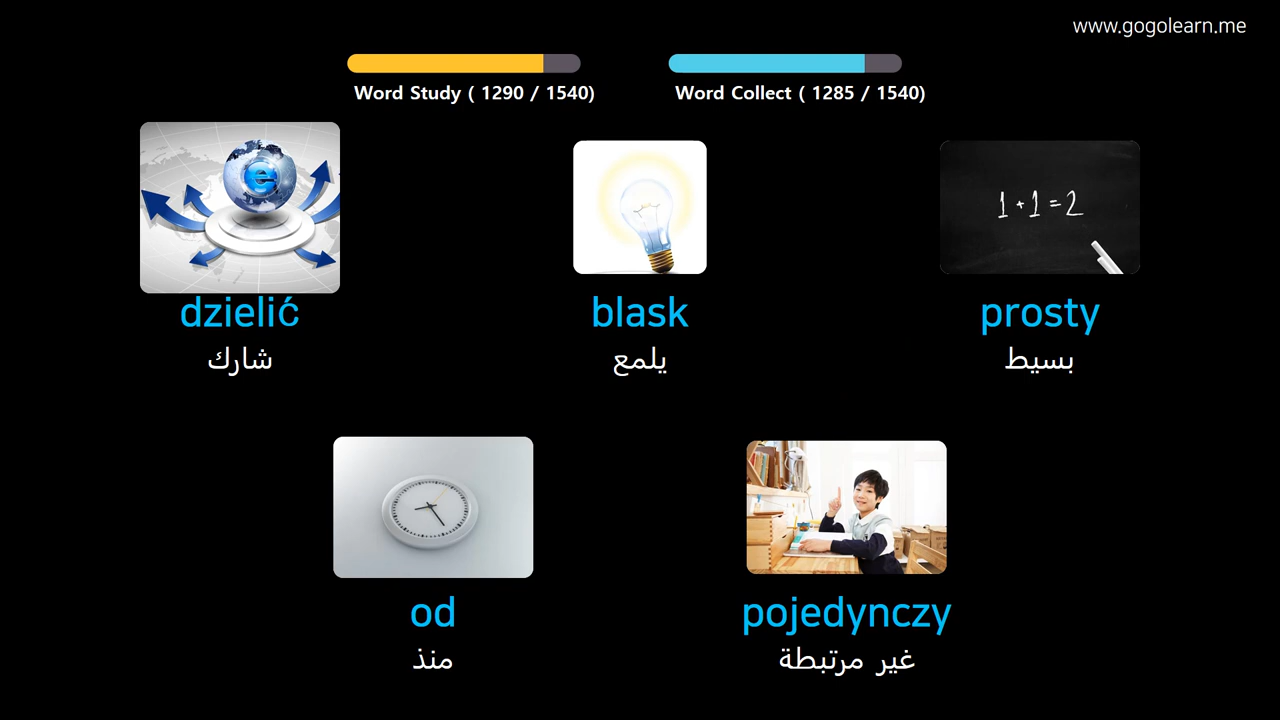 www.gogolearn.me
Word Study ( 1290 / 1540)
Word Collect ( 1285 / 1540)
e
1+1=2
dzielić
شارك
blask
يلمع
prosty
بسيط
od
منذ
pojedynczy
غير مرتبطة